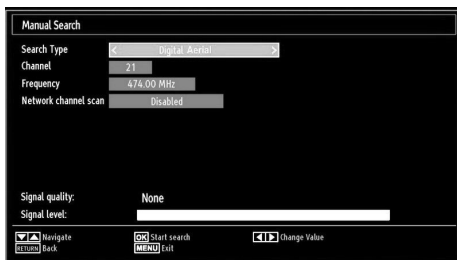 Manual Search
Search Type < Digital Aerial >
Channel 21
Frequency 474.00 MHz
Network channel scan Disabled
Signal quality: None
Signal level:
Navigate OK Start search Change Value
RETURN Back MENU Exit